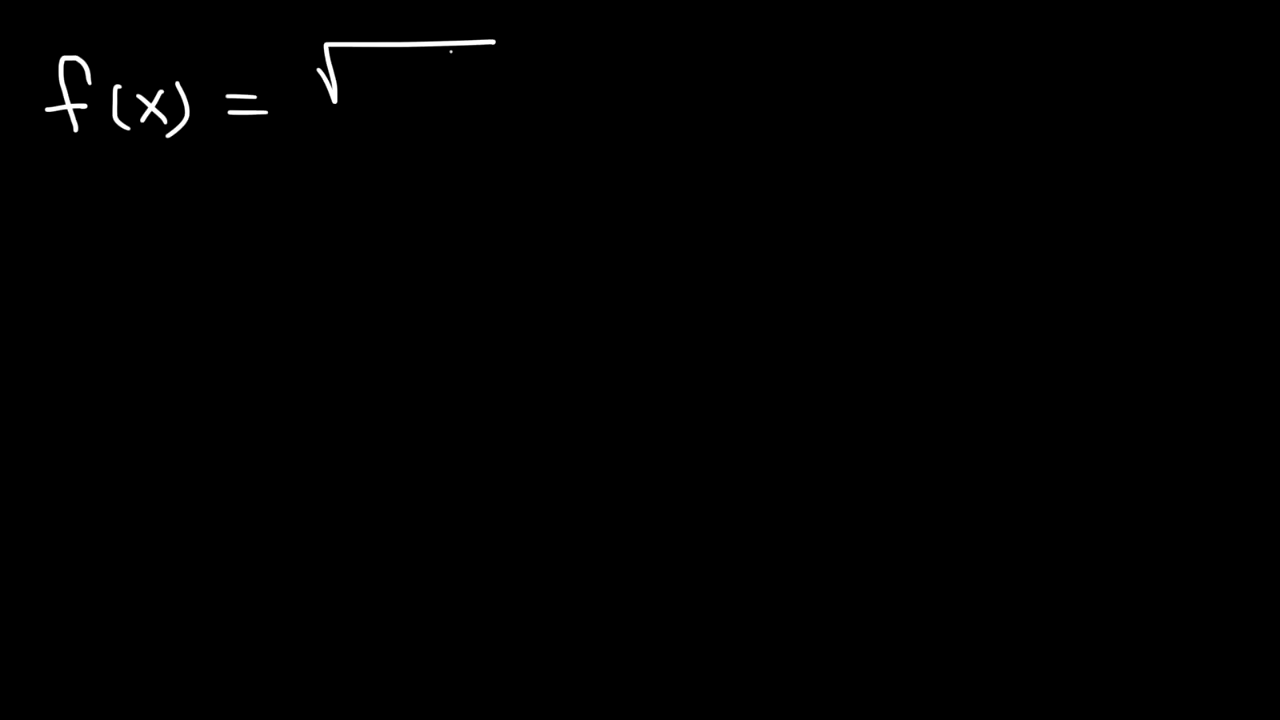 f(x) = √